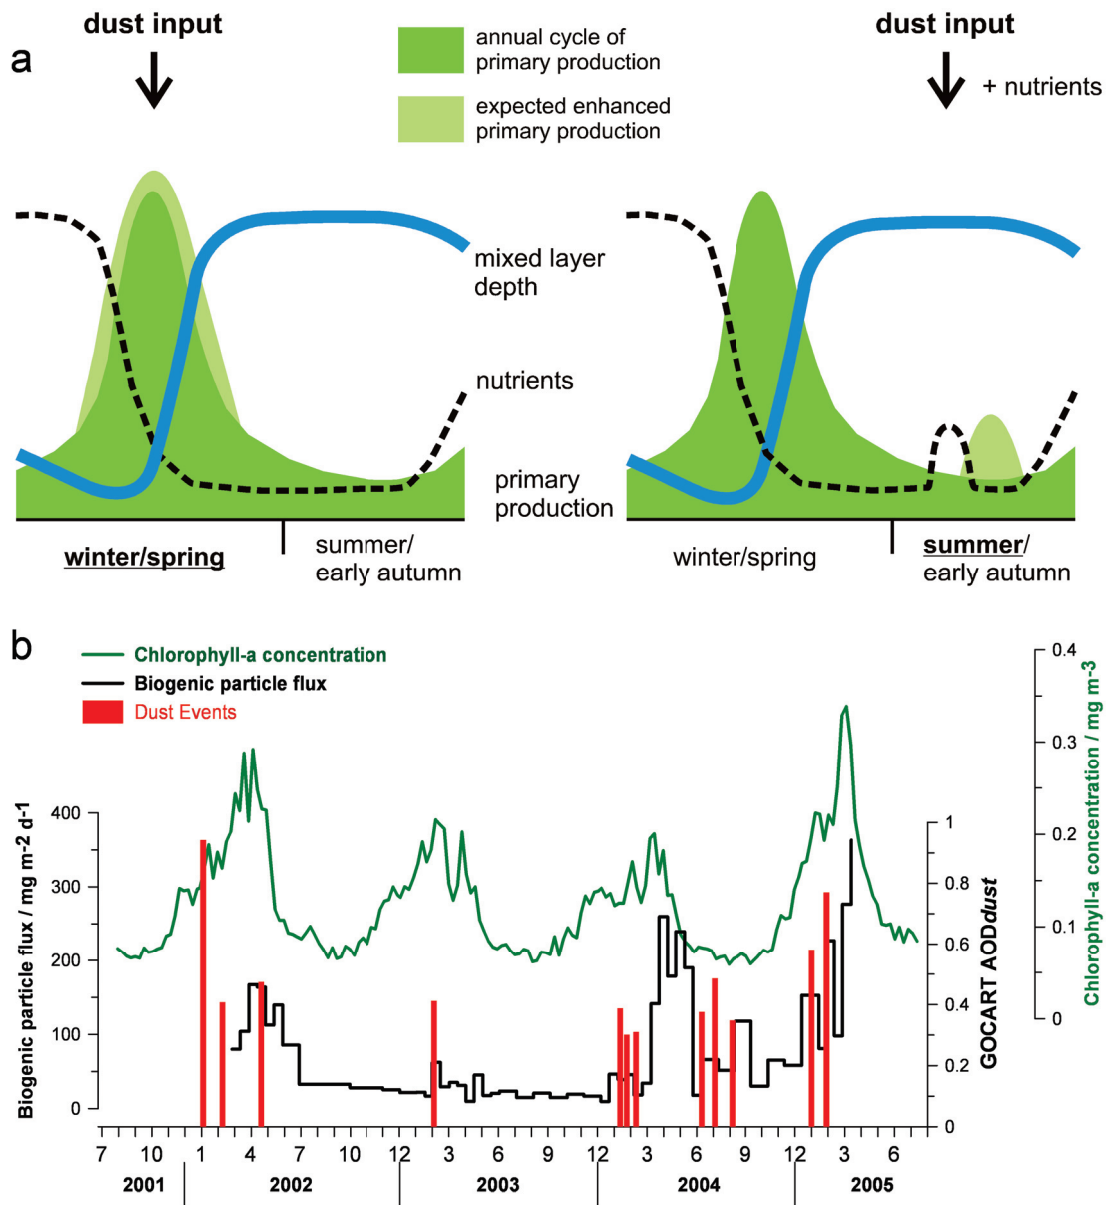 dust input
a
annual cycle of
primary production
expected enhanced
primary production
dust input
+ nutrients
mixed layer
depth
nutrients
primary
production
winter/spring
summer/
early autumn
winter/spring
summer/
early autumn
b
Chlorophyll-a concentration
Biogenic particle flux
Dust Events
Biogenic particle flux / mg m-2 d-1
400
300
200
100
0
1
0.8
0.6
0.4
0.2
0
GOCART AODdust
0.4
0.3
0.2
0.1
0
Chlorophyll-a concentration / mg m-3
7 10 1 4 7 10 12 3 6 9 12 3 6 9 12 3 6
2001 2002 2003 2004 2005